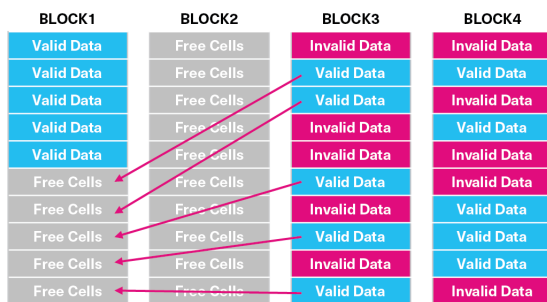 BLOCK1 BLOCK2 BLOCK3 BLOCK4
Valid Data Free Cells Invalid Data Invalid Data
Valid Data Free Cells Valid Data Valid Data
Valid Data Free Cells Valid Data Invalid Data
Valid Data Free Cells Invalid Data Valid Data
Valid Data Free Cells Invalid Data Invalid Data
Free Cells Free Cells Valid Data Invalid Data
Free Cells Free Cells Invalid Data Valid Data
Free Cells Free Cells Valid Data Valid Data
Free Cells Free Cells Invalid Data Valid Data
Free Cells Free Cells Valid Data Invalid Data